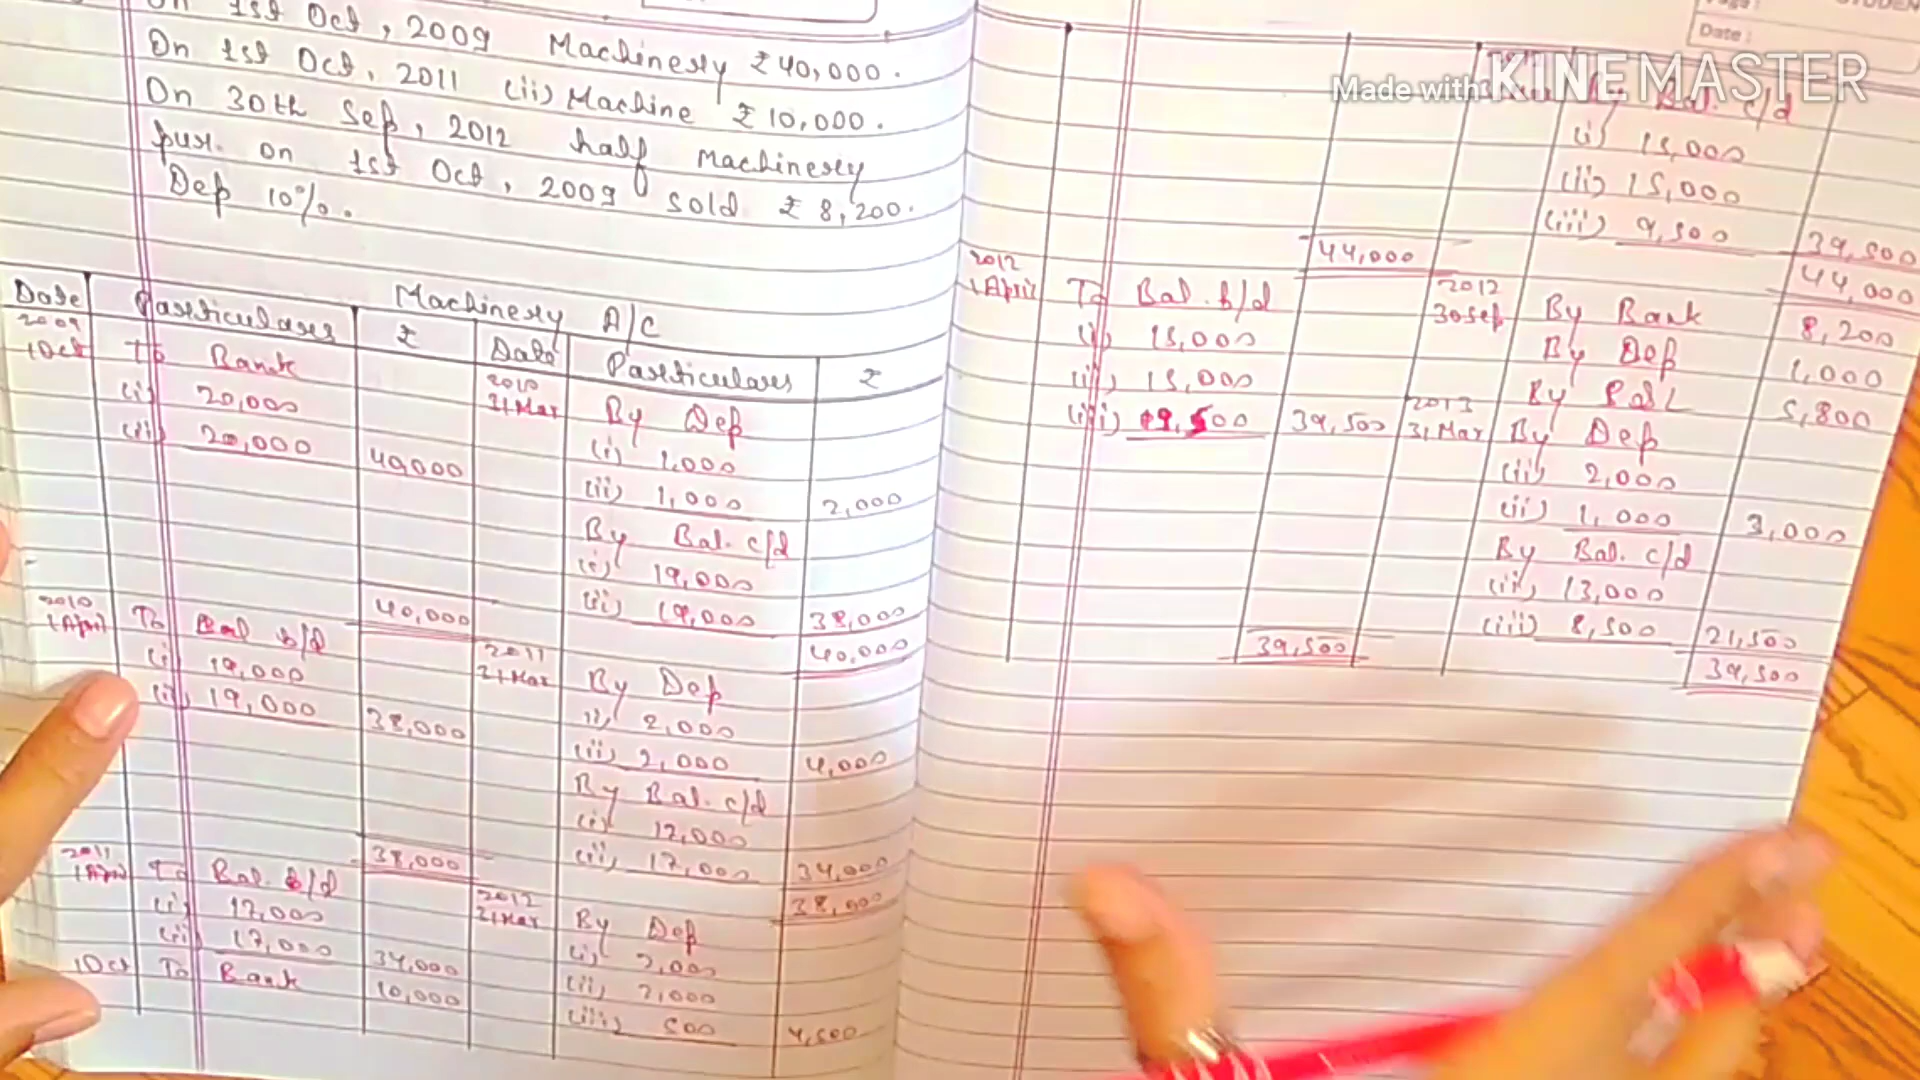 On 1st Oct, 2009 Machinery ₹40,000.
On 1st Oct, 2011 (ii) Machine ₹10,000.
On 30th Sep, 2012 half Machinery
pur. on 1st Oct, 2009 sold ₹ 8,200.
Dep 10%.
Machinery A/C
Date Particulares ₹ Date Particulares ₹
2009
1 Oct To Bank
(i) 20,000
(ii) 20,000 40,000
2010
31, Mar By Dep
(i) 1,000
(ii) 1,000 2,000
By Bal. c/d
(i) 19,000
(ii) 19,000 38,000
40,000 40,000
2010
1 April To Bal b/d
(i) 19,000
(ii) 19,000 38,000
2011
31 Mar By Dep
(i) 2,000
(ii) 2,000 4,000
By Bal. c/d
(i) 17,000
(ii) 17,000 34,000
38,000 38,000
2011
1 April To Bal. b/d
(i) 17,000
(ii) 17,000 34,000
1 Oct To Bank 10,000
2012
31 Mar By Dep
(i) 2,000
(ii) 2,000
(iii) 500 4,500
Date :
Made with KINEMASTER
By Bal. c/d
(i) 15,000
(ii) 15,000
(iii) 9,500 39,500
44,000 44,000
2012
1 April To Bal. b/d
(i) 15,000
(ii) 15,000
(iii) 9,500 39,500
2012
30 Sep By Bank 8,200
By Dep 1,000
By P&L 5,800
2013
31, Mar By Dep
(ii) 2,000
(ii) 1,000 3,000
By Bal. c/d
(ii) 13,000
(iii) 8,500 21,500
39,500 39,500